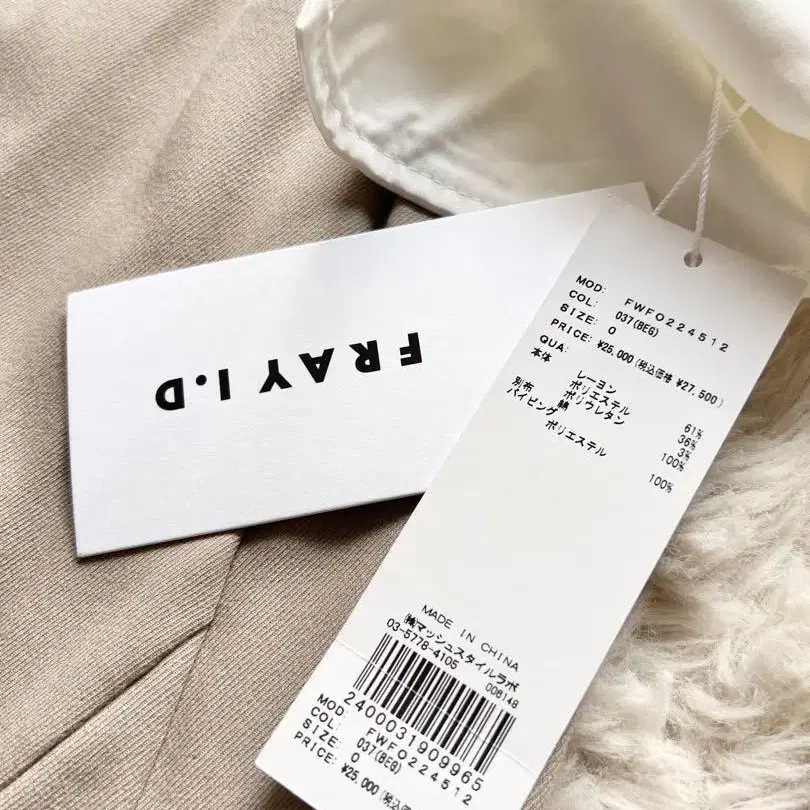 FRAY I.D
MOD: FWFO224512
COL: 037(BEG)
SIZE: 0
PRICE: ¥25,000(税込価格 ¥27,500)
QUA:
本体 レーヨン 61%
ポリエステル 36%
ポリウレタン 3%
別布 綿 100%
パイピング ポリエステル 100%
MADE IN CHINA
㈱マッシュスタイルラボ
03-5778-4105 008148
2400031909965
MOD: FWFO224512
COL: 037(BEG)
SIZE: 0
PRICE: ¥25,000(税込